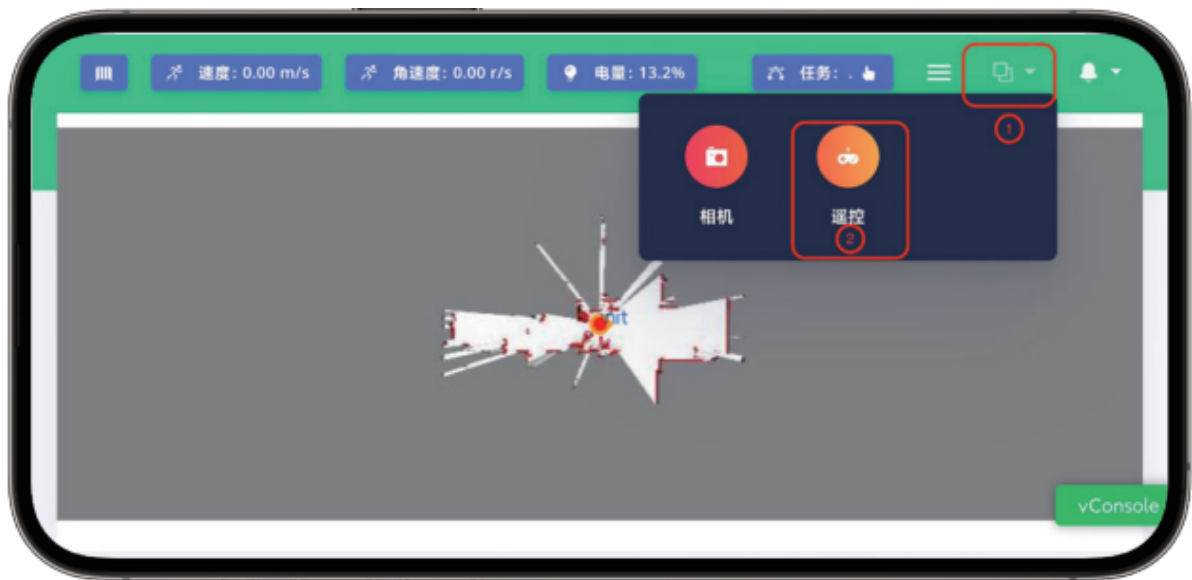 速度: 0.00 m/s
角速度: 0.00 r/s
电量: 13.2%
任务: .
①
相机
遥控
②
vConsole